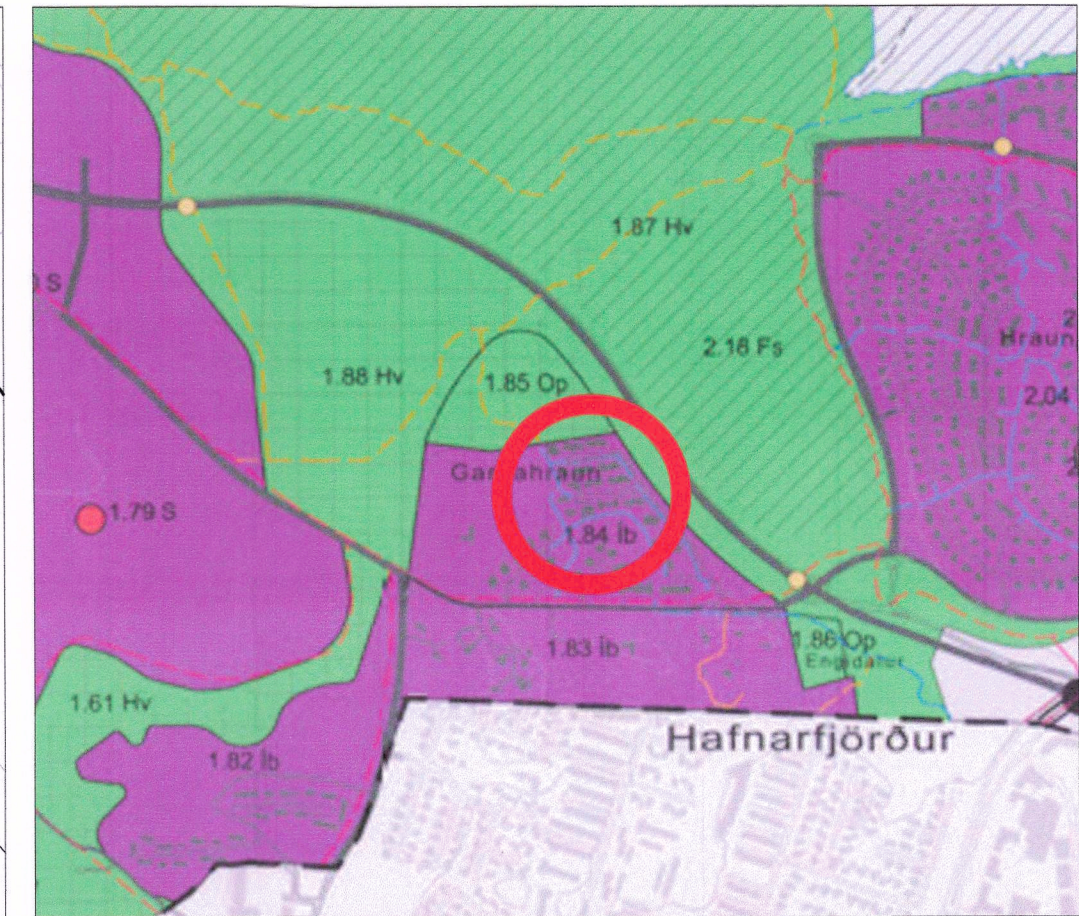 1.87 Hv
2.18 Fs
Hraun
2.04
1.88 Hv
1.85 Op
1.84 Íb
1.79 S
1.83 Íb
1.86 Op
Engidalur
1.61 Hv
Hafnarfjörður
1.82 Íb